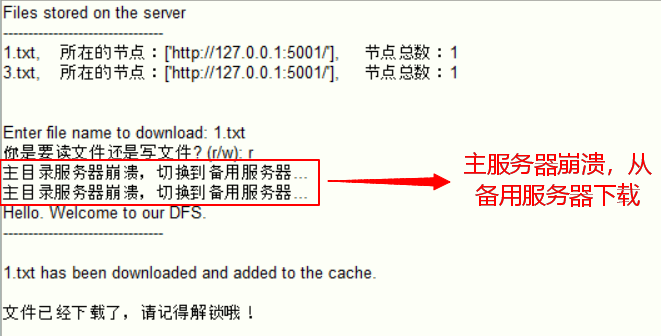 Files stored on the server
--------------------------------
1.txt, 所在的节点：['http://127.0.0.1:5001/'], 节点总数：1
3.txt, 所在的节点：['http://127.0.0.1:5001/'], 节点总数：1
Enter file name to download: 1.txt
你是要读文件还是写文件？(r/w): r
主目录服务器崩溃，切换到备用服务器...
主目录服务器崩溃，切换到备用服务器...
Hello. Welcome to our DFS.
--------------------------------
1.txt has been downloaded and added to the cache.
文件已经下载了，请记得解锁哦！
主服务器崩溃，从
备用服务器下载